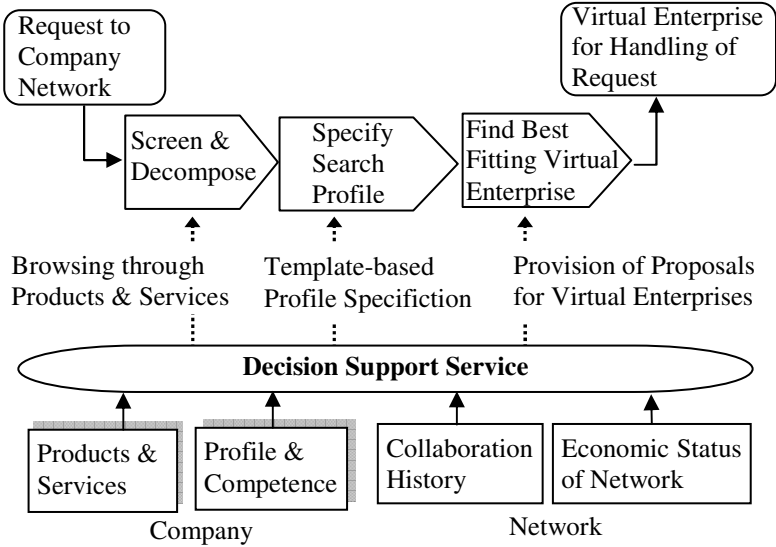 Request to
Company
Network
Virtual Enterprise
for Handling of
Request
Screen &
Decompose
Specify
Search
Profile
Find Best
Fitting Virtual
Enterprise
Browsing through
Products & Services
Template-based
Profile Specifiction
Provision of Proposals
for Virtual Enterprises
Decision Support Service
Products &
Services
Profile &
Competence
Collaboration
History
Economic Status
of Network
Company
Network